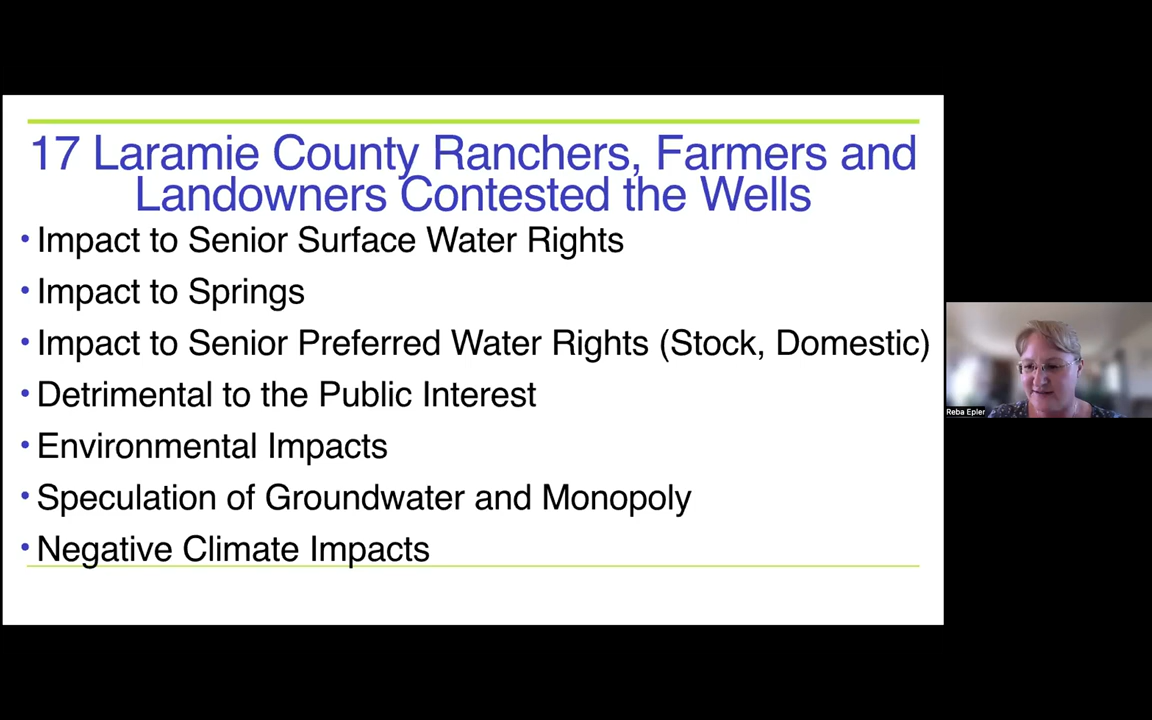 17 Laramie County Ranchers, Farmers and
Landowners Contested the Wells
• Impact to Senior Surface Water Rights
• Impact to Springs
• Impact to Senior Preferred Water Rights (Stock, Domestic)
• Detrimental to the Public Interest
• Environmental Impacts
• Speculation of Groundwater and Monopoly
• Negative Climate Impacts
Reba Epler